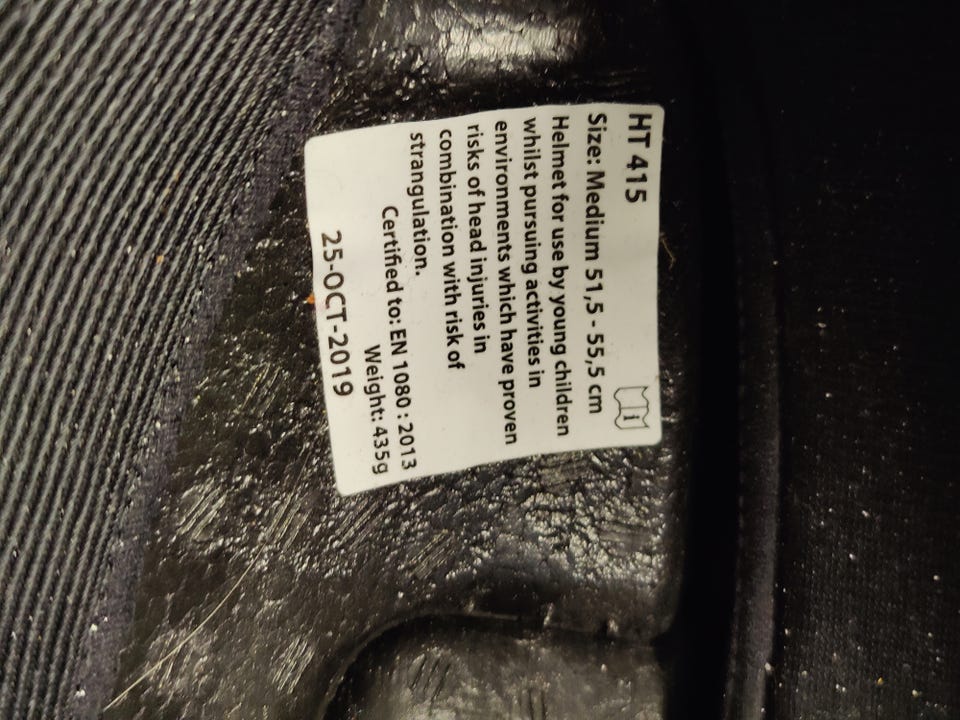 HT 415
Size: Medium 51,5 - 55,5 cm
Helmet for use by young children
whilst pursuing activities in
environments which have proven
risks of head injuries in
combination with risk of
strangulation.
Certified to: EN 1080 : 2013
Weight: 435g
25-OCT-2019